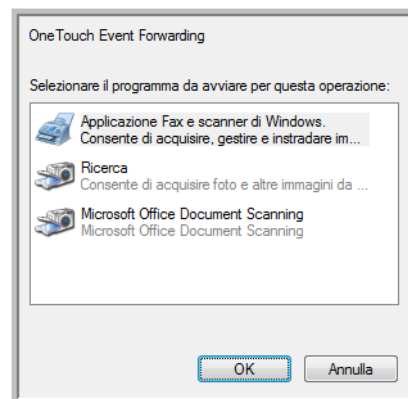 OneTouch Event Forwarding
Selezionare il programma da avviare per questa operazione:
Applicazione Fax e scanner di Windows.
Consente di acquisire, gestire e instradare im...
Ricerca
Consente di acquisire foto e altre immagini da ...
Microsoft Office Document Scanning
Microsoft Office Document Scanning
OK Annulla